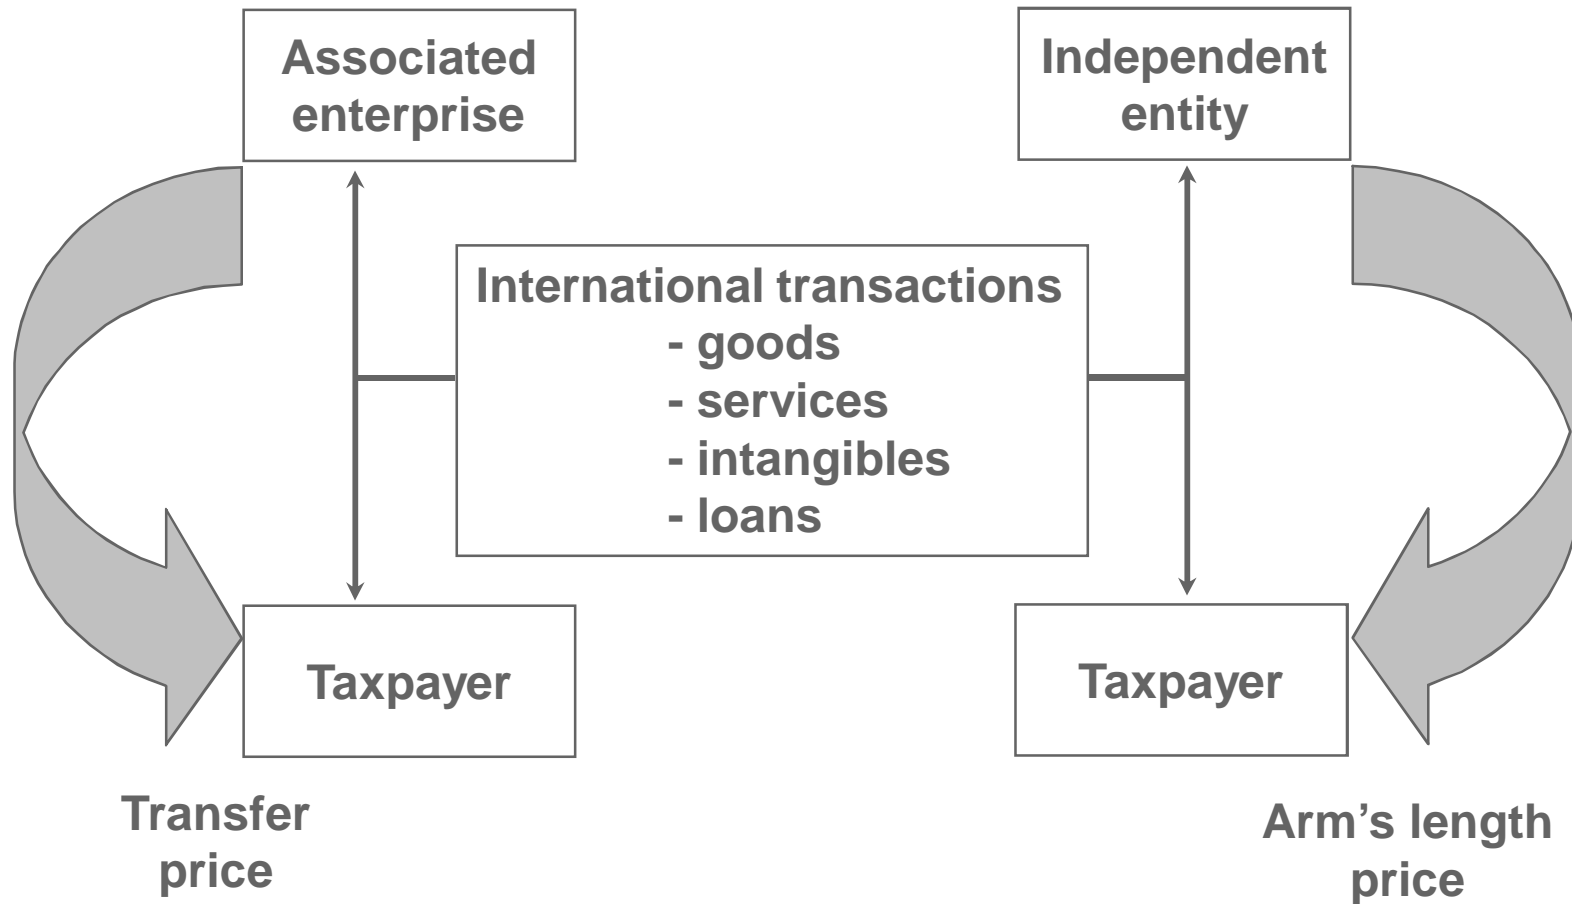 Associated
enterprise
Independent
entity
International transactions
- goods
- services
- intangibles
- loans
Taxpayer
Taxpayer
Transfer
price
Arm’s length
price